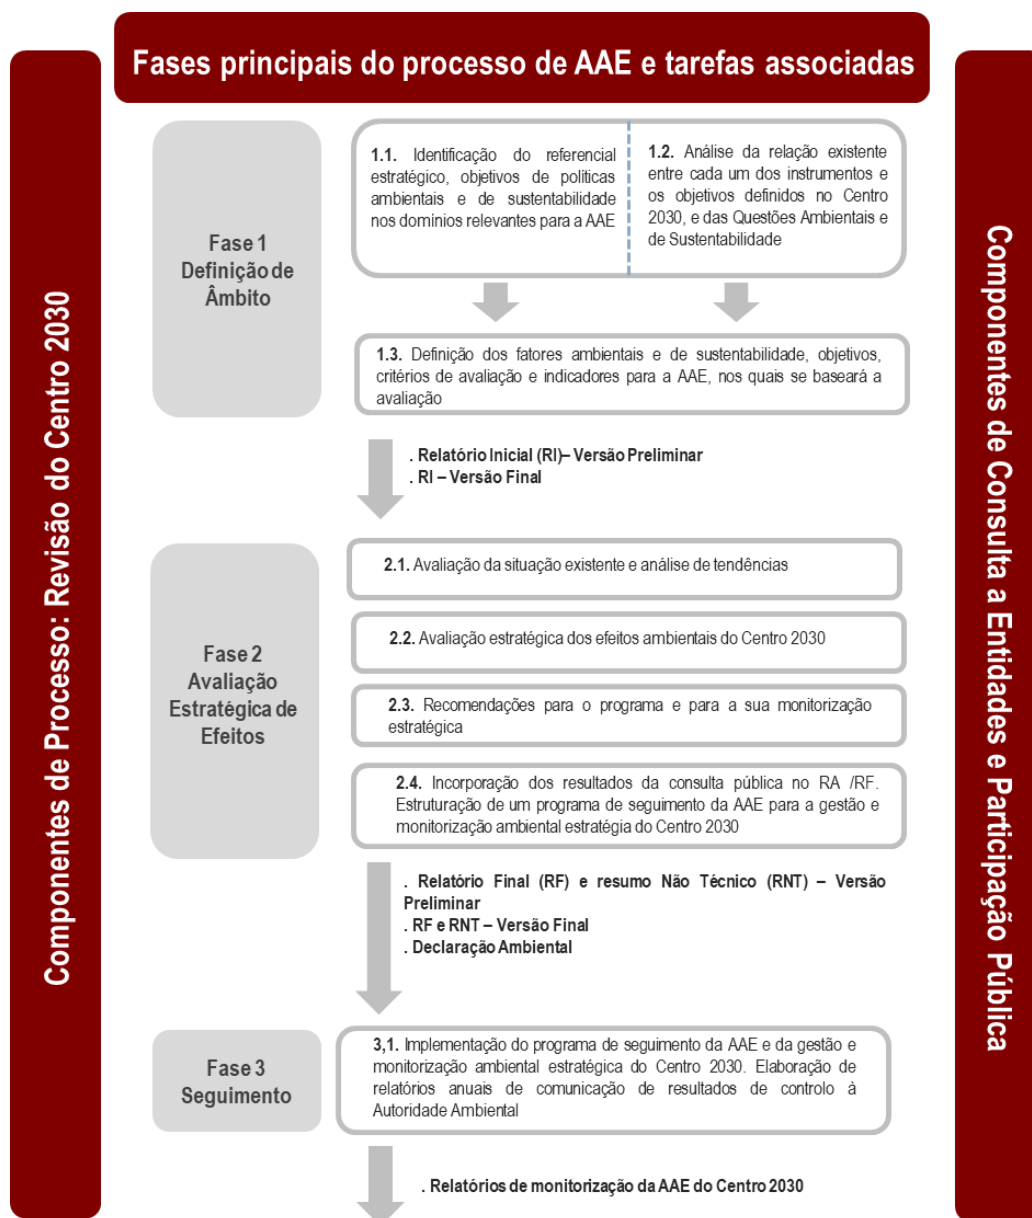 Fases principais do processo de AAE e tarefas associadas
Componentes de Processo: Revisão do Centro 2030
Fase 1
Definição de
Âmbito
1.1. Identificação do referencial
estratégico, objetivos de políticas
ambientais e de sustentabilidade
nos domínios relevantes para a AAE
1.2. Análise da relação existente
entre cada um dos instrumentos e
os objetivos definidos no Centro
2030, e das Questões Ambientais e
de Sustentabilidade
1.3. Definição dos fatores ambientais e de sustentabilidade, objetivos,
critérios de avaliação e indicadores para a AAE, nos quais se baseará a
avaliação
. Relatório Inicial (RI)– Versão Preliminar
. RI – Versão Final
Fase 2
Avaliação
Estratégica de
Efeitos
2.1. Avaliação da situação existente e análise de tendências
2.2. Avaliação estratégica dos efeitos ambientais do Centro 2030
2.3. Recomendações para o programa e para a sua monitorização
estratégica
2.4. Incorporação dos resultados da consulta pública no RA /RF.
Estruturação de um programa de seguimento da AAE para a gestão e
monitorização ambiental estratégia do Centro 2030
. Relatório Final (RF) e resumo Não Técnico (RNT) – Versão
Preliminar
. RF e RNT – Versão Final
. Declaração Ambiental
Fase 3
Seguimento
3,1. Implementação do programa de seguimento da AAE e da gestão e
monitorização ambiental estratégica do Centro 2030. Elaboração de
relatórios anuais de comunicação de resultados de controlo à
Autoridade Ambiental
. Relatórios de monitorização da AAE do Centro 2030
Componentes de Consulta a Entidades e Participação Pública